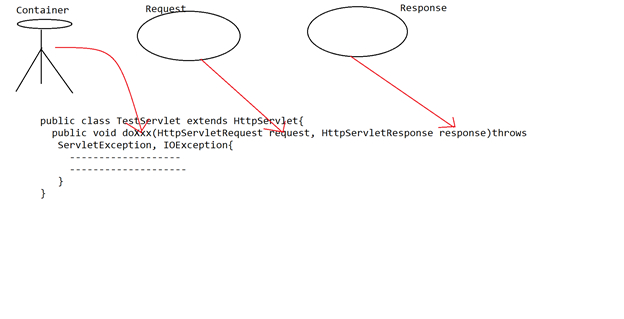 Container
Request
Response
public class TestServlet extends HttpServlet{
public void doXxx(HttpServletRequest request, HttpServletResponse response)throws
ServletException, IOException{
-------------------
--------------------
}
}